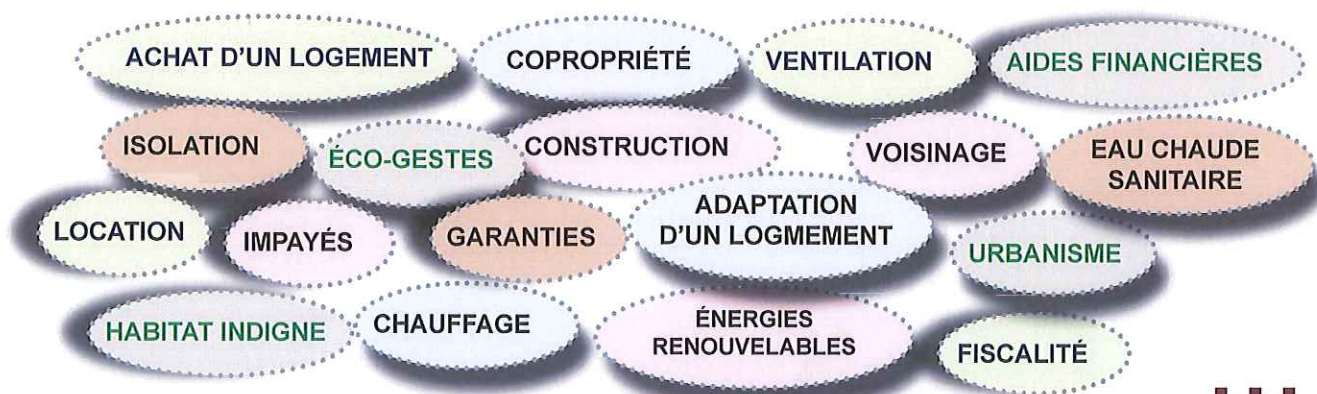 ACHAT D'UN LOGEMENT
COPROPRIÉTÉ
VENTILATION
AIDES FINANCIÈRES
ISOLATION
ÉCO-GESTES
CONSTRUCTION
VOISINAGE
EAU CHAUDE
SANITAIRE
LOCATION
IMPAYÉS
GARANTIES
ADAPTATION
D'UN LOGMEMENT
URBANISME
HABITAT INDIGNE
CHAUFFAGE
ÉNERGIES
RENOUVELABLES
FISCALITÉ